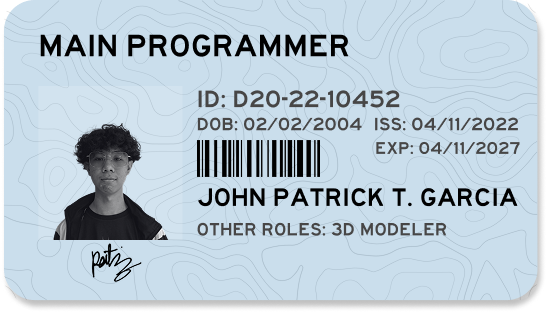 MAIN PROGRAMMER
ID: D20-22-10452
DOB: 02/02/2004 ISS: 04/11/2022
EXP: 04/11/2027
JOHN PATRICK T. GARCIA
OTHER ROLES: 3D MODELER